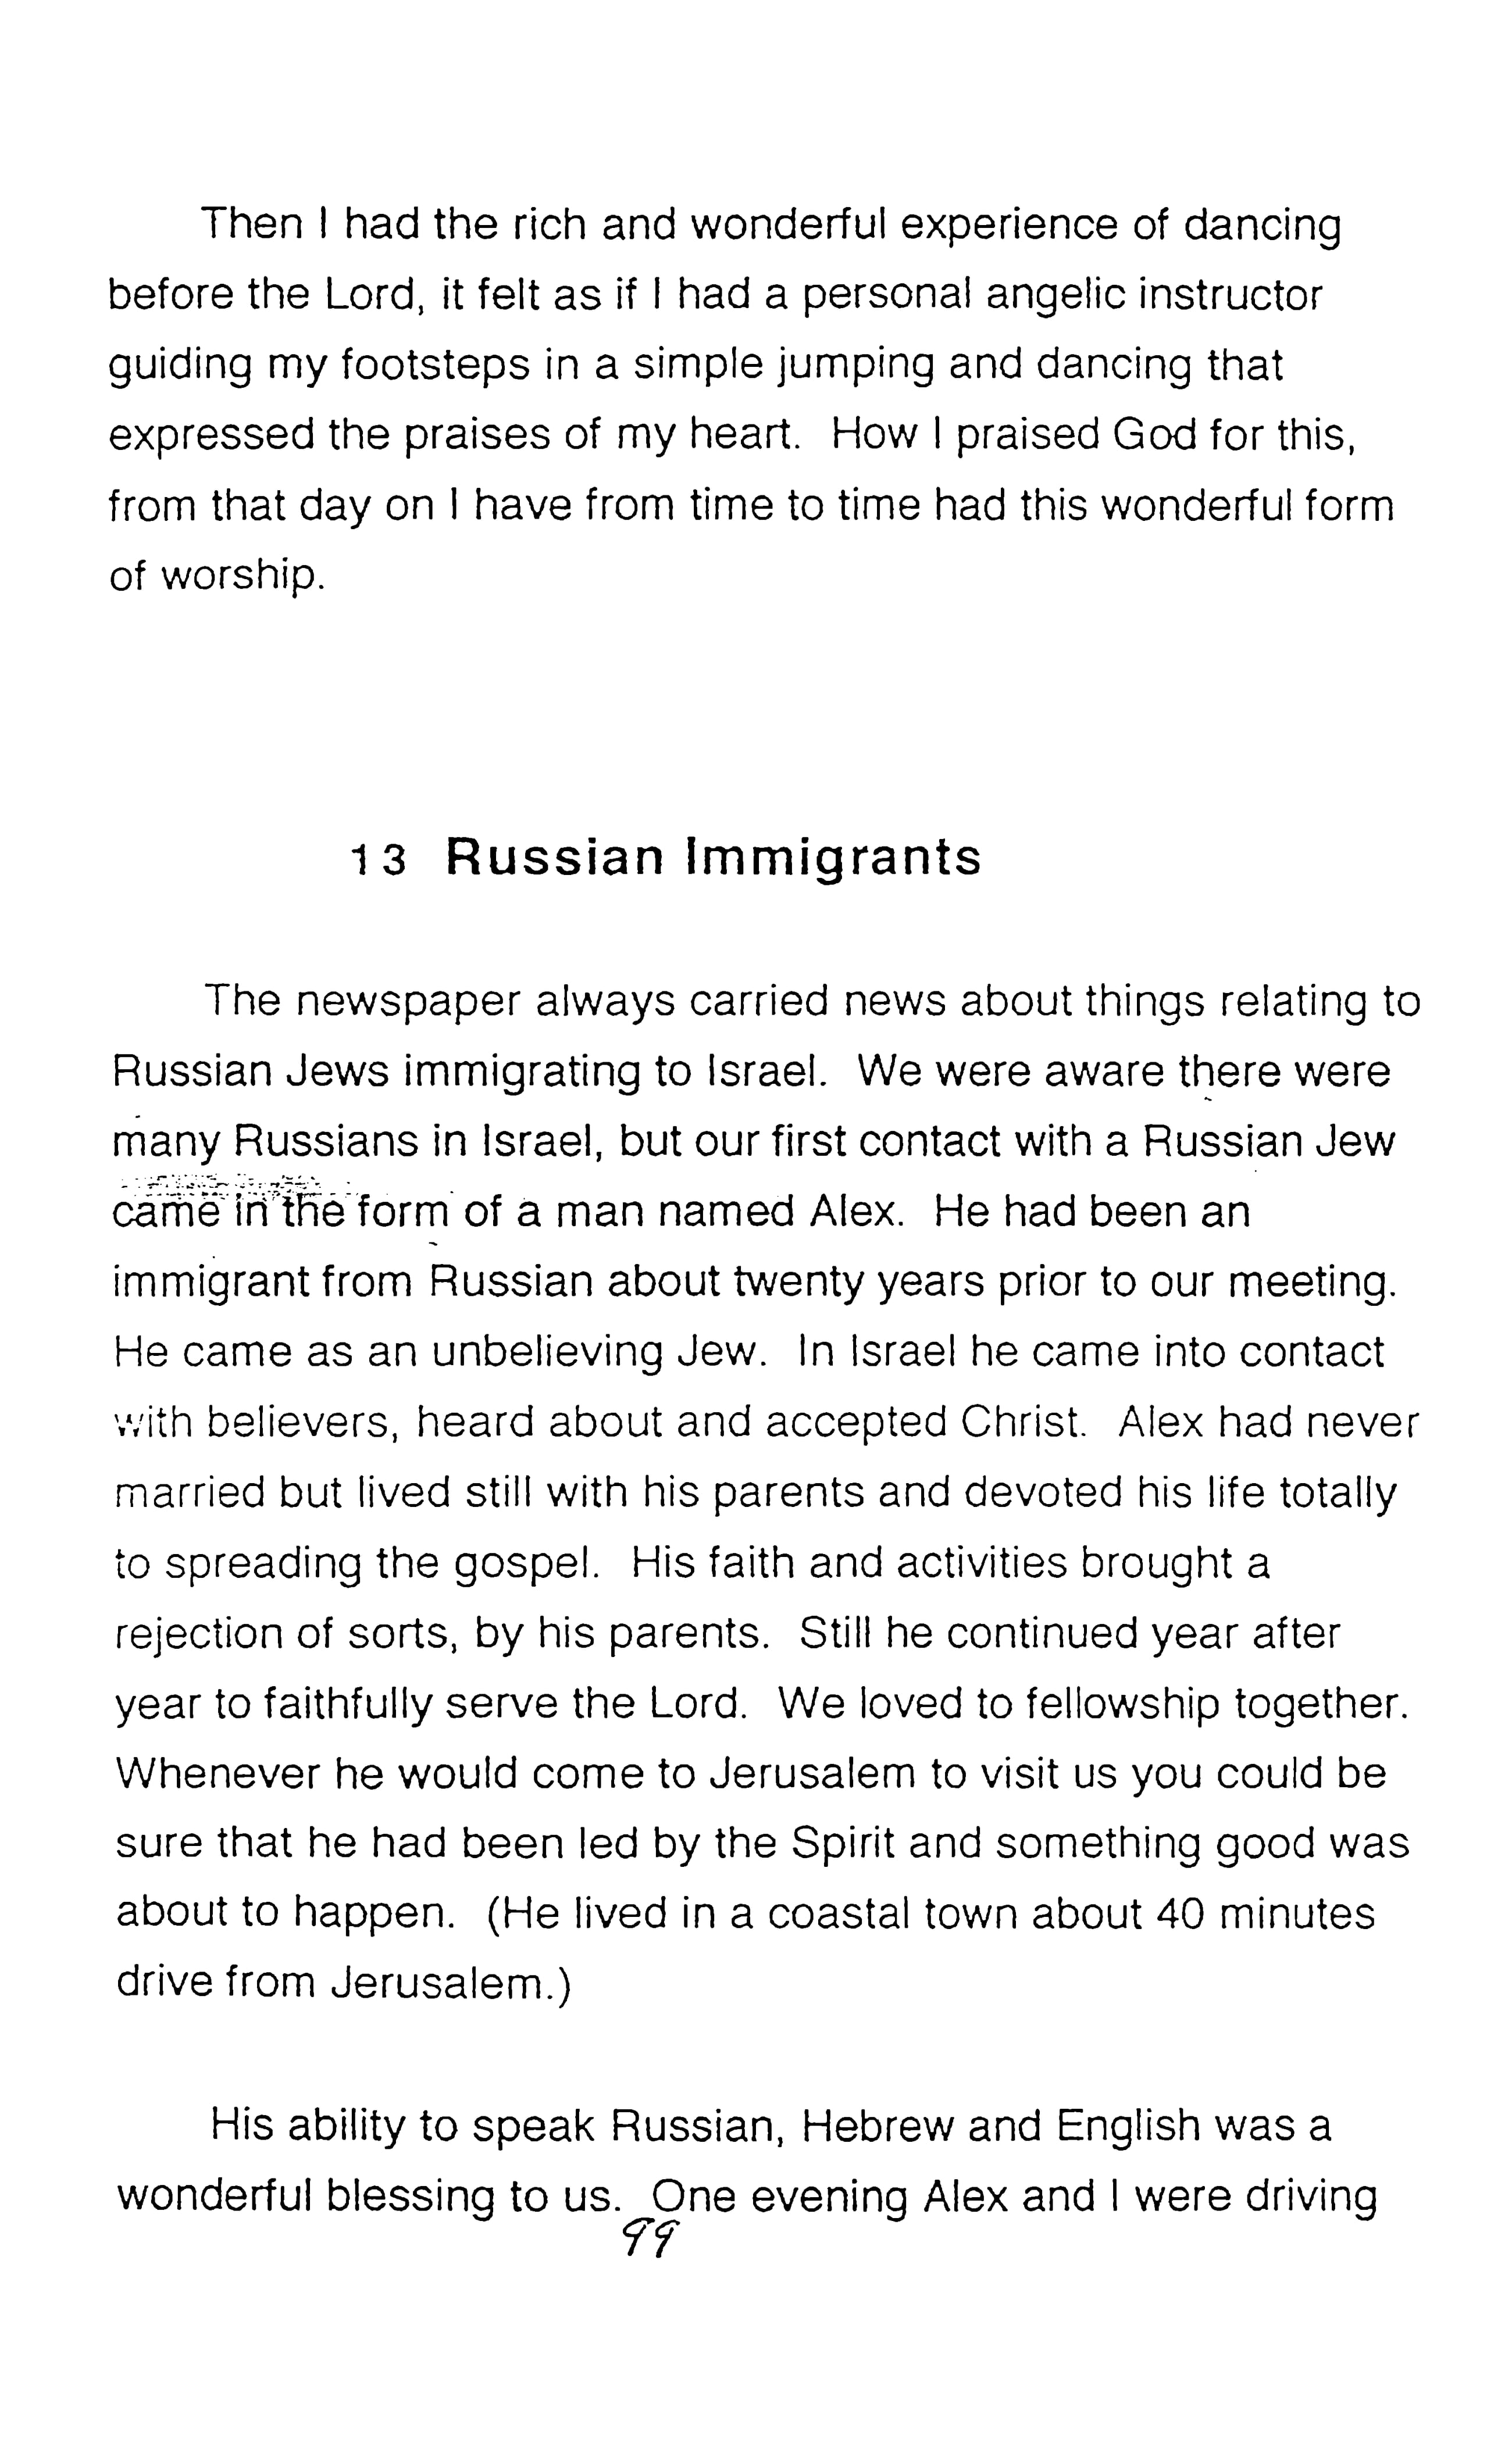 Then I had the rich and wonderful experience of dancing
before the Lord, it felt as if I had a personal angelic instructor
guiding my footsteps in a simple jumping and dancing that
expressed the praises of my heart.  How I praised God for this,
from that day on I have from time to time had this wonderful form
of worship.
13  Russian Immigrants
The newspaper always carried news about things relating to
Russian Jews immigrating to Israel.  We were aware there were
many Russians in Israel, but our first contact with a Russian Jew
came in the form of a man named Alex.  He had been an
immigrant from Russian about twenty years prior to our meeting.
He came as an unbelieving Jew.  In Israel he came into contact
with believers, heard about and accepted Christ.  Alex had never
married but lived still with his parents and devoted his life totally
to spreading the gospel.  His faith and activities brought a
rejection of sorts, by his parents.  Still he continued year after
year to faithfully serve the Lord.  We loved to fellowship together.
Whenever he would come to Jerusalem to visit us you could be
sure that he had been led by the Spirit and something good was
about to happen.  (He lived in a coastal town about 40 minutes
drive from Jerusalem.)
His ability to speak Russian, Hebrew and English was a
wonderful blessing to us.  One evening Alex and I were driving
99